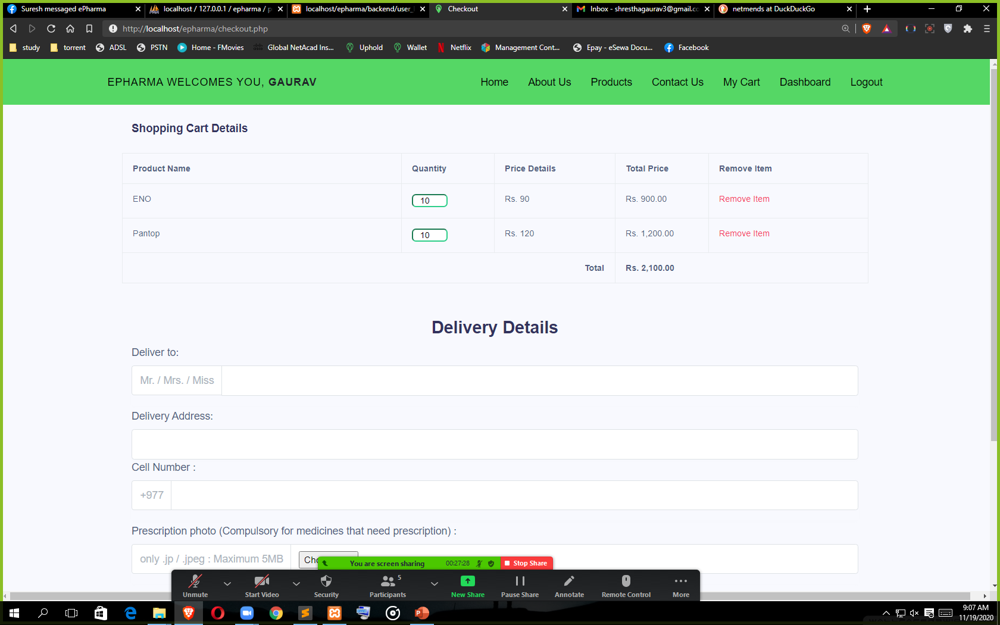 Suresh messaged ePharma
localhost / 127.0.0.1 / epharma / p
localhost/epharma/backend/user_
Checkout
Inbox - shresthagaurav3@gmail.co
netmends at DuckDuckGo
http://localhost/epharma/checkout.php
study torrent ADSL PSTN Home - FMovies Global NetAcad Ins... Uphold Wallet Netflix Management Cont... Epay - eSewa Docu... Facebook
EPHARMA WELCOMES YOU, GAURAV
Home About Us Products Contact Us My Cart Dashboard Logout
Shopping Cart Details
Product Name Quantity Price Details Total Price Remove Item
ENO 10 Rs. 90 Rs. 900.00 Remove Item
Pantop 10 Rs. 120 Rs. 1,200.00 Remove Item
Total Rs. 2,100.00
Delivery Details
Deliver to:
Mr. / Mrs. / Miss
Delivery Address:
Cell Number :
+977
Prescription photo (Compulsory for medicines that need prescription) :
only .jp / .jpeg : Maximum 5MB
You are screen sharing 00:27:28 Stop Share
5
Unmute Start Video Security Participants New Share Pause Share Annotate Remote Control More
9:07 AM
11/19/2020